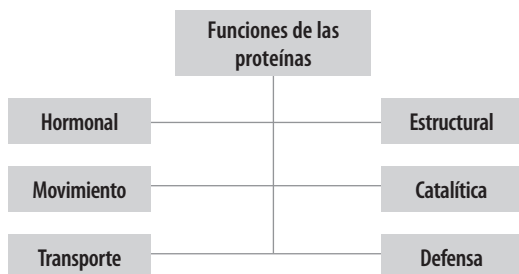 Funciones de las
proteínas
Hormonal
Estructural
Movimiento
Catalítica
Transporte
Defensa